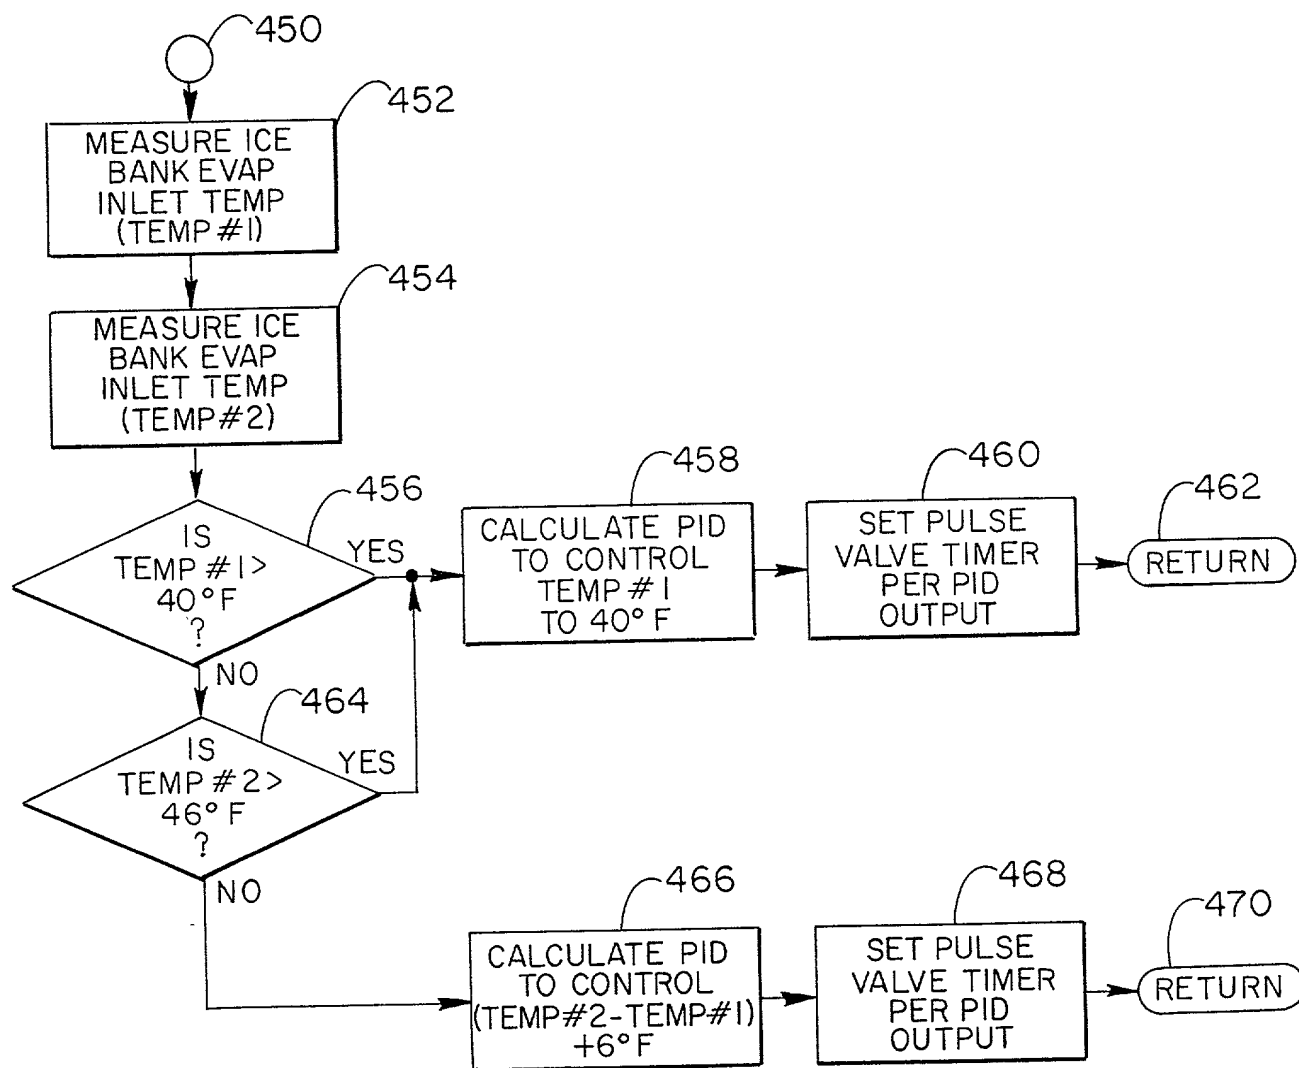 450
452
MEASURE ICE
BANK EVAP
INLET TEMP
(TEMP #1)
454
MEASURE ICE
BANK EVAP
INLET TEMP
(TEMP #2)
456
IS
TEMP #1>
40°F
?
YES
NO
458
CALCULATE PID
TO CONTROL
TEMP #1
TO 40°F
460
SET PULSE
VALVE TIMER
PER PID
OUTPUT
462
RETURN
464
IS
TEMP #2>
46°F
?
YES
NO
466
CALCULATE PID
TO CONTROL
(TEMP#2-TEMP#1)
+6°F
468
SET PULSE
VALVE TIMER
PER PID
OUTPUT
470
RETURN